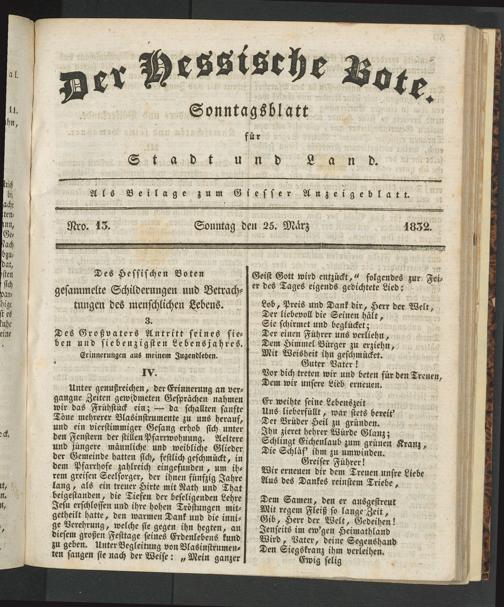 Der Hessische Bote.
Sonntagsblatt
für
Stadt und Land.
Als Beilage zum Giesser Anzeigeblatt.
Nro. 13. Sonntag den 25. März 1832.
Des Hessischen Boten
gesammelte Schilderungen und Betrach-
tungen des menschlichen Lebens.
3.
Des Großvaters Antritt seines sie-
ben und siebenzigsten Lebensjahres.
Erinnerungen aus meinem Jugendleben.
IV.
Unter genußreichen, der Erinnerung an ver-
gangne Zeiten gewidmeten Gesprächen nahmen
wir das Frühstück ein; — da schallten sanfte
Töne mehrerer Blasinstrumente zu uns herauf,
und ein vierstimmiger Gesang erhob sich unter
den Fenstern der stillen Pfarrwohnung. Aeltere
und jüngere männliche und weibliche Glieder
der Gemeinde hatten sich, festlich geschmückt, in
dem Pfarrhofe zahlreich eingefunden, um ih-
rem greisen Seelsorger, der ihnen fünfzig Jahre
lang, als ein treuer Hirte mit Rath und That
beigestanden, die Tiefen der beseligenden Lehre
Jesu erschlossen und ihre hohen Tröstungen mit-
getheilt hatte, den warmen Dank und die inni-
ge Verehrung, welche sie gegen ihn hegten, an
diesem großen Festtage seines Erdenlebens kund
zu geben. Unter Begleitung von Blasinstrumen-
ten sangen sie nach der Weise: „Mein ganzer
Geist Gott wird entzückt,“ folgendes zur Fei-
er des Tages eigends gedichtete Lied:
Lob, Preis und Dank dir, Herr der Welt,
Der liebevoll die Seinen hält,
Sie schirmet und beglücket;
Der einen Führer uns verliehn,
Dem Himmel Bürger zu erziehn,
Mit Weisheit ihn geschmücket.
Guter Vater!
Vor dich treten wir und beten für den Treuen,
Dem wir unsere Lieb erneuen.
Er weihte seine Lebenszeit
Uns lieberfüllt, war stets bereit'
Der Brüder Heil zu gründen.
Ihn zieret hehrer Würde Glanz;
Schlingt Eichenlaub zum grünen Kranz,
Die Schläf' ihm zu umwinden.
Greiser Führer!
Wir erneuen dir dem Treuen unsre Liebe
Aus des Dankes reinstem Triebe,
Dem Samen, den er ausgestreut
Mit regem Fleiß so lange Zeit,
Gib, Herr der Welt, Gedeihen!
Jenseits im ew'gen Heimathland
Wird, Vater, deine Segenshand
Den Siegskranz ihm verleihen.
Ewig selig